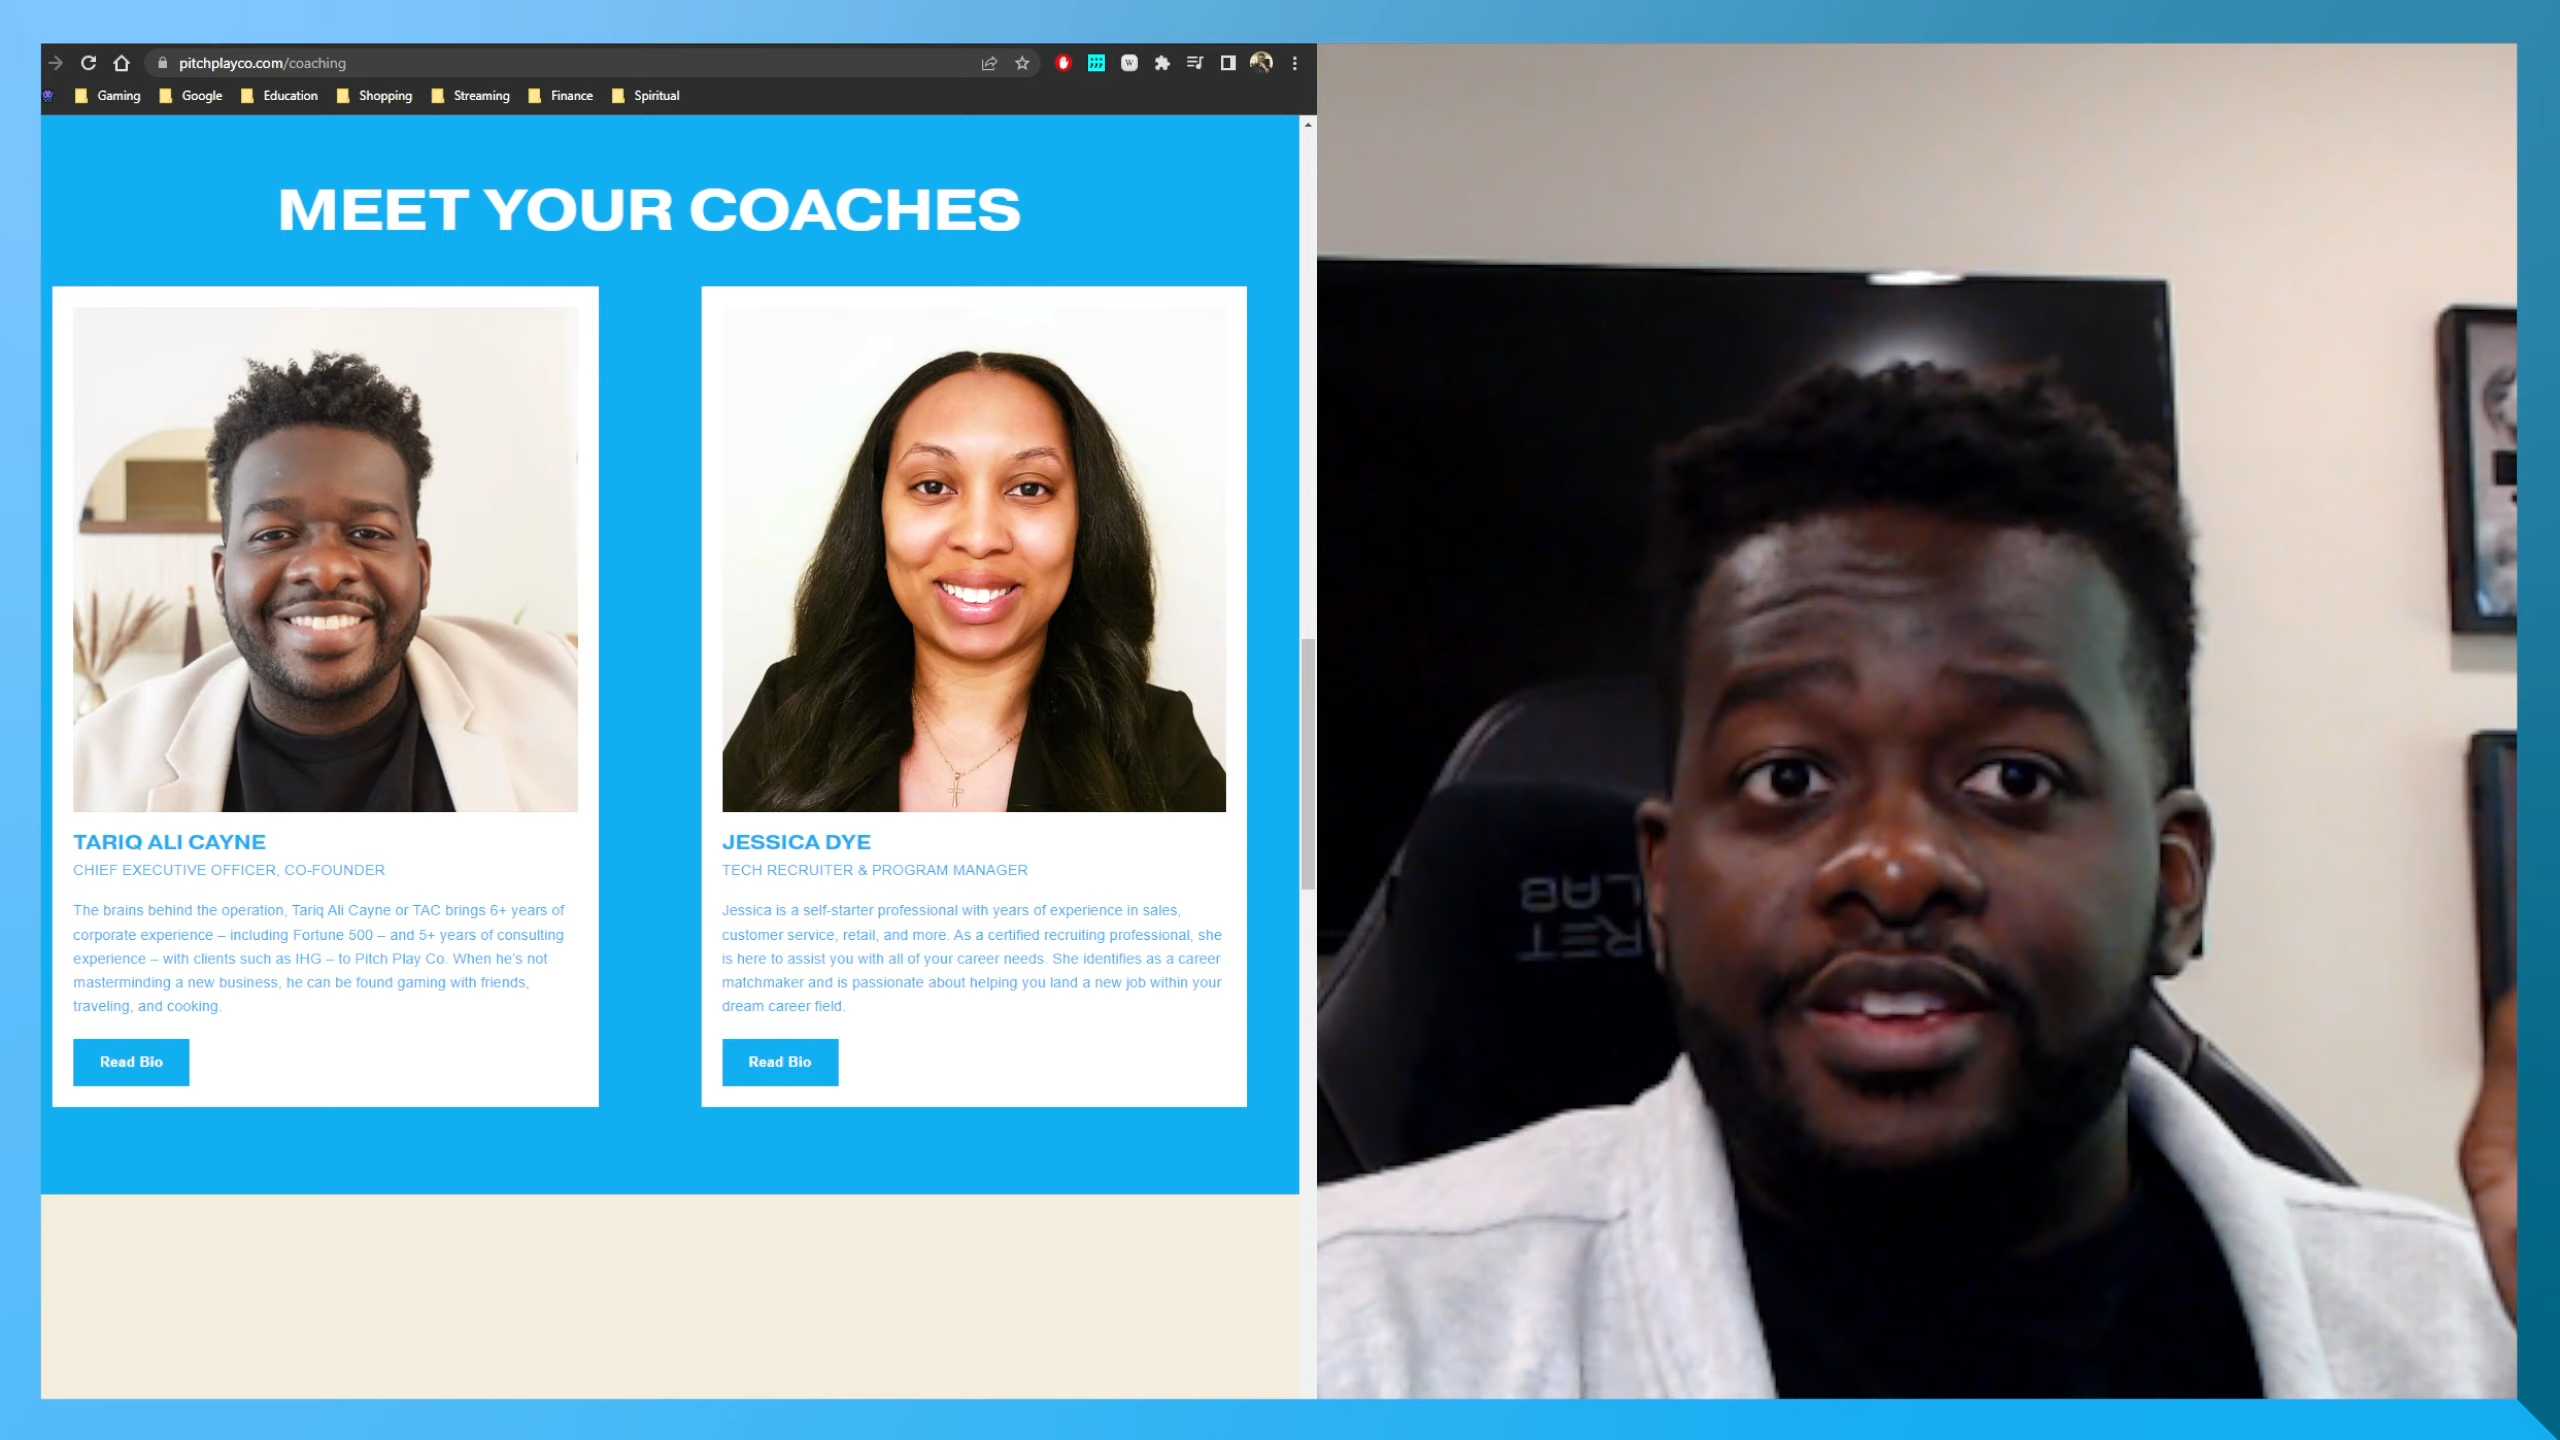 pitchplayco.com/coaching
Gaming Google Education Shopping Streaming Finance Spiritual
MEET YOUR COACHES
TARIQ ALI CAYNE
CHIEF EXECUTIVE OFFICER, CO-FOUNDER
The brains behind the operation, Tariq Ali Cayne or TAC brings 6+ years of
corporate experience – including Fortune 500 – and 5+ years of consulting
experience – with clients such as IHG – to Pitch Play Co. When he's not
masterminding a new business, he can be found gaming with friends,
traveling, and cooking.
Read Bio
JESSICA DYE
TECH RECRUITER & PROGRAM MANAGER
Jessica is a self-starter professional with years of experience in sales,
customer service, retail, and more. As a certified recruiting professional, she
is here to assist you with all of your career needs. She identifies as a career
matchmaker and is passionate about helping you land a new job within your
dream career field.
Read Bio
RET
LAB